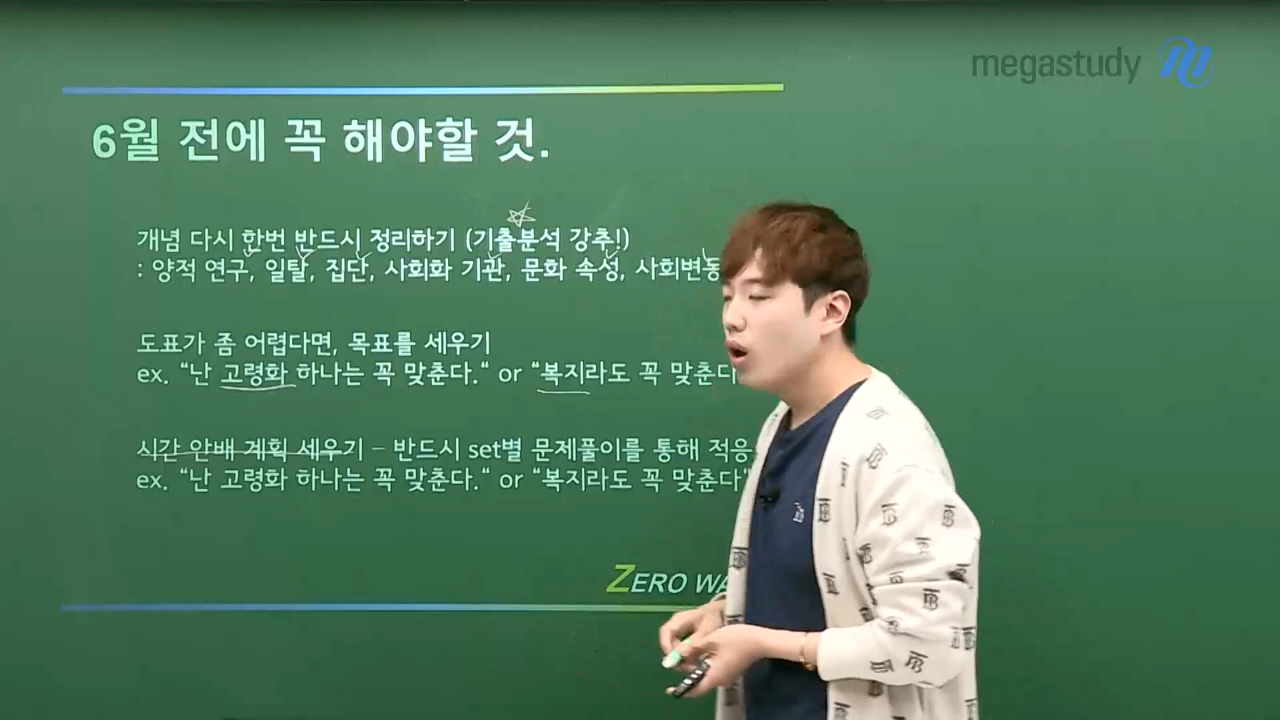 megastudy
6월 전에 꼭 해야할 것.
개념 다시 한번 반드시 정리하기 (기출분석 강추!)
: 양적 연구, 일탈, 집단, 사회화 기관, 문화 속성, 사회변동
도표가 좀 어렵다면, 목표를 세우기
ex. “난 고령화 하나는 꼭 맞춘다.“ or “복지라도 꼭 맞춘다
시간 안배 계획 세우기 – 반드시 set별 문제풀이를 통해 적응
ex. “난 고령화 하나는 꼭 맞춘다.“ or “복지라도 꼭 맞춘다”
ZERO WA